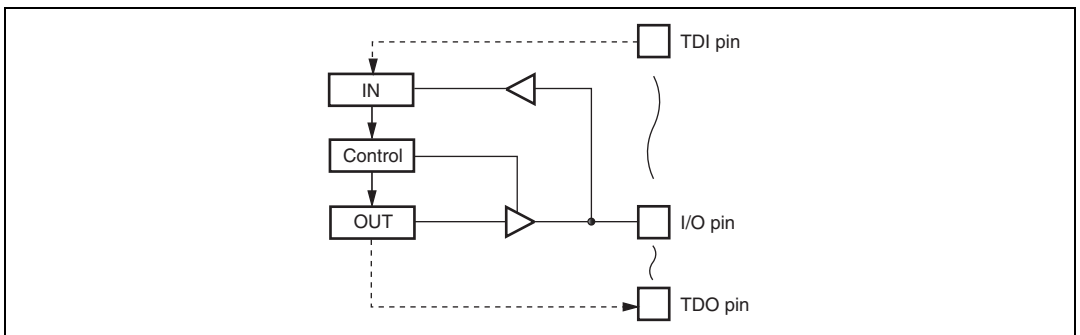 TDI pin
IN
Control
OUT
I/O pin
TDO pin